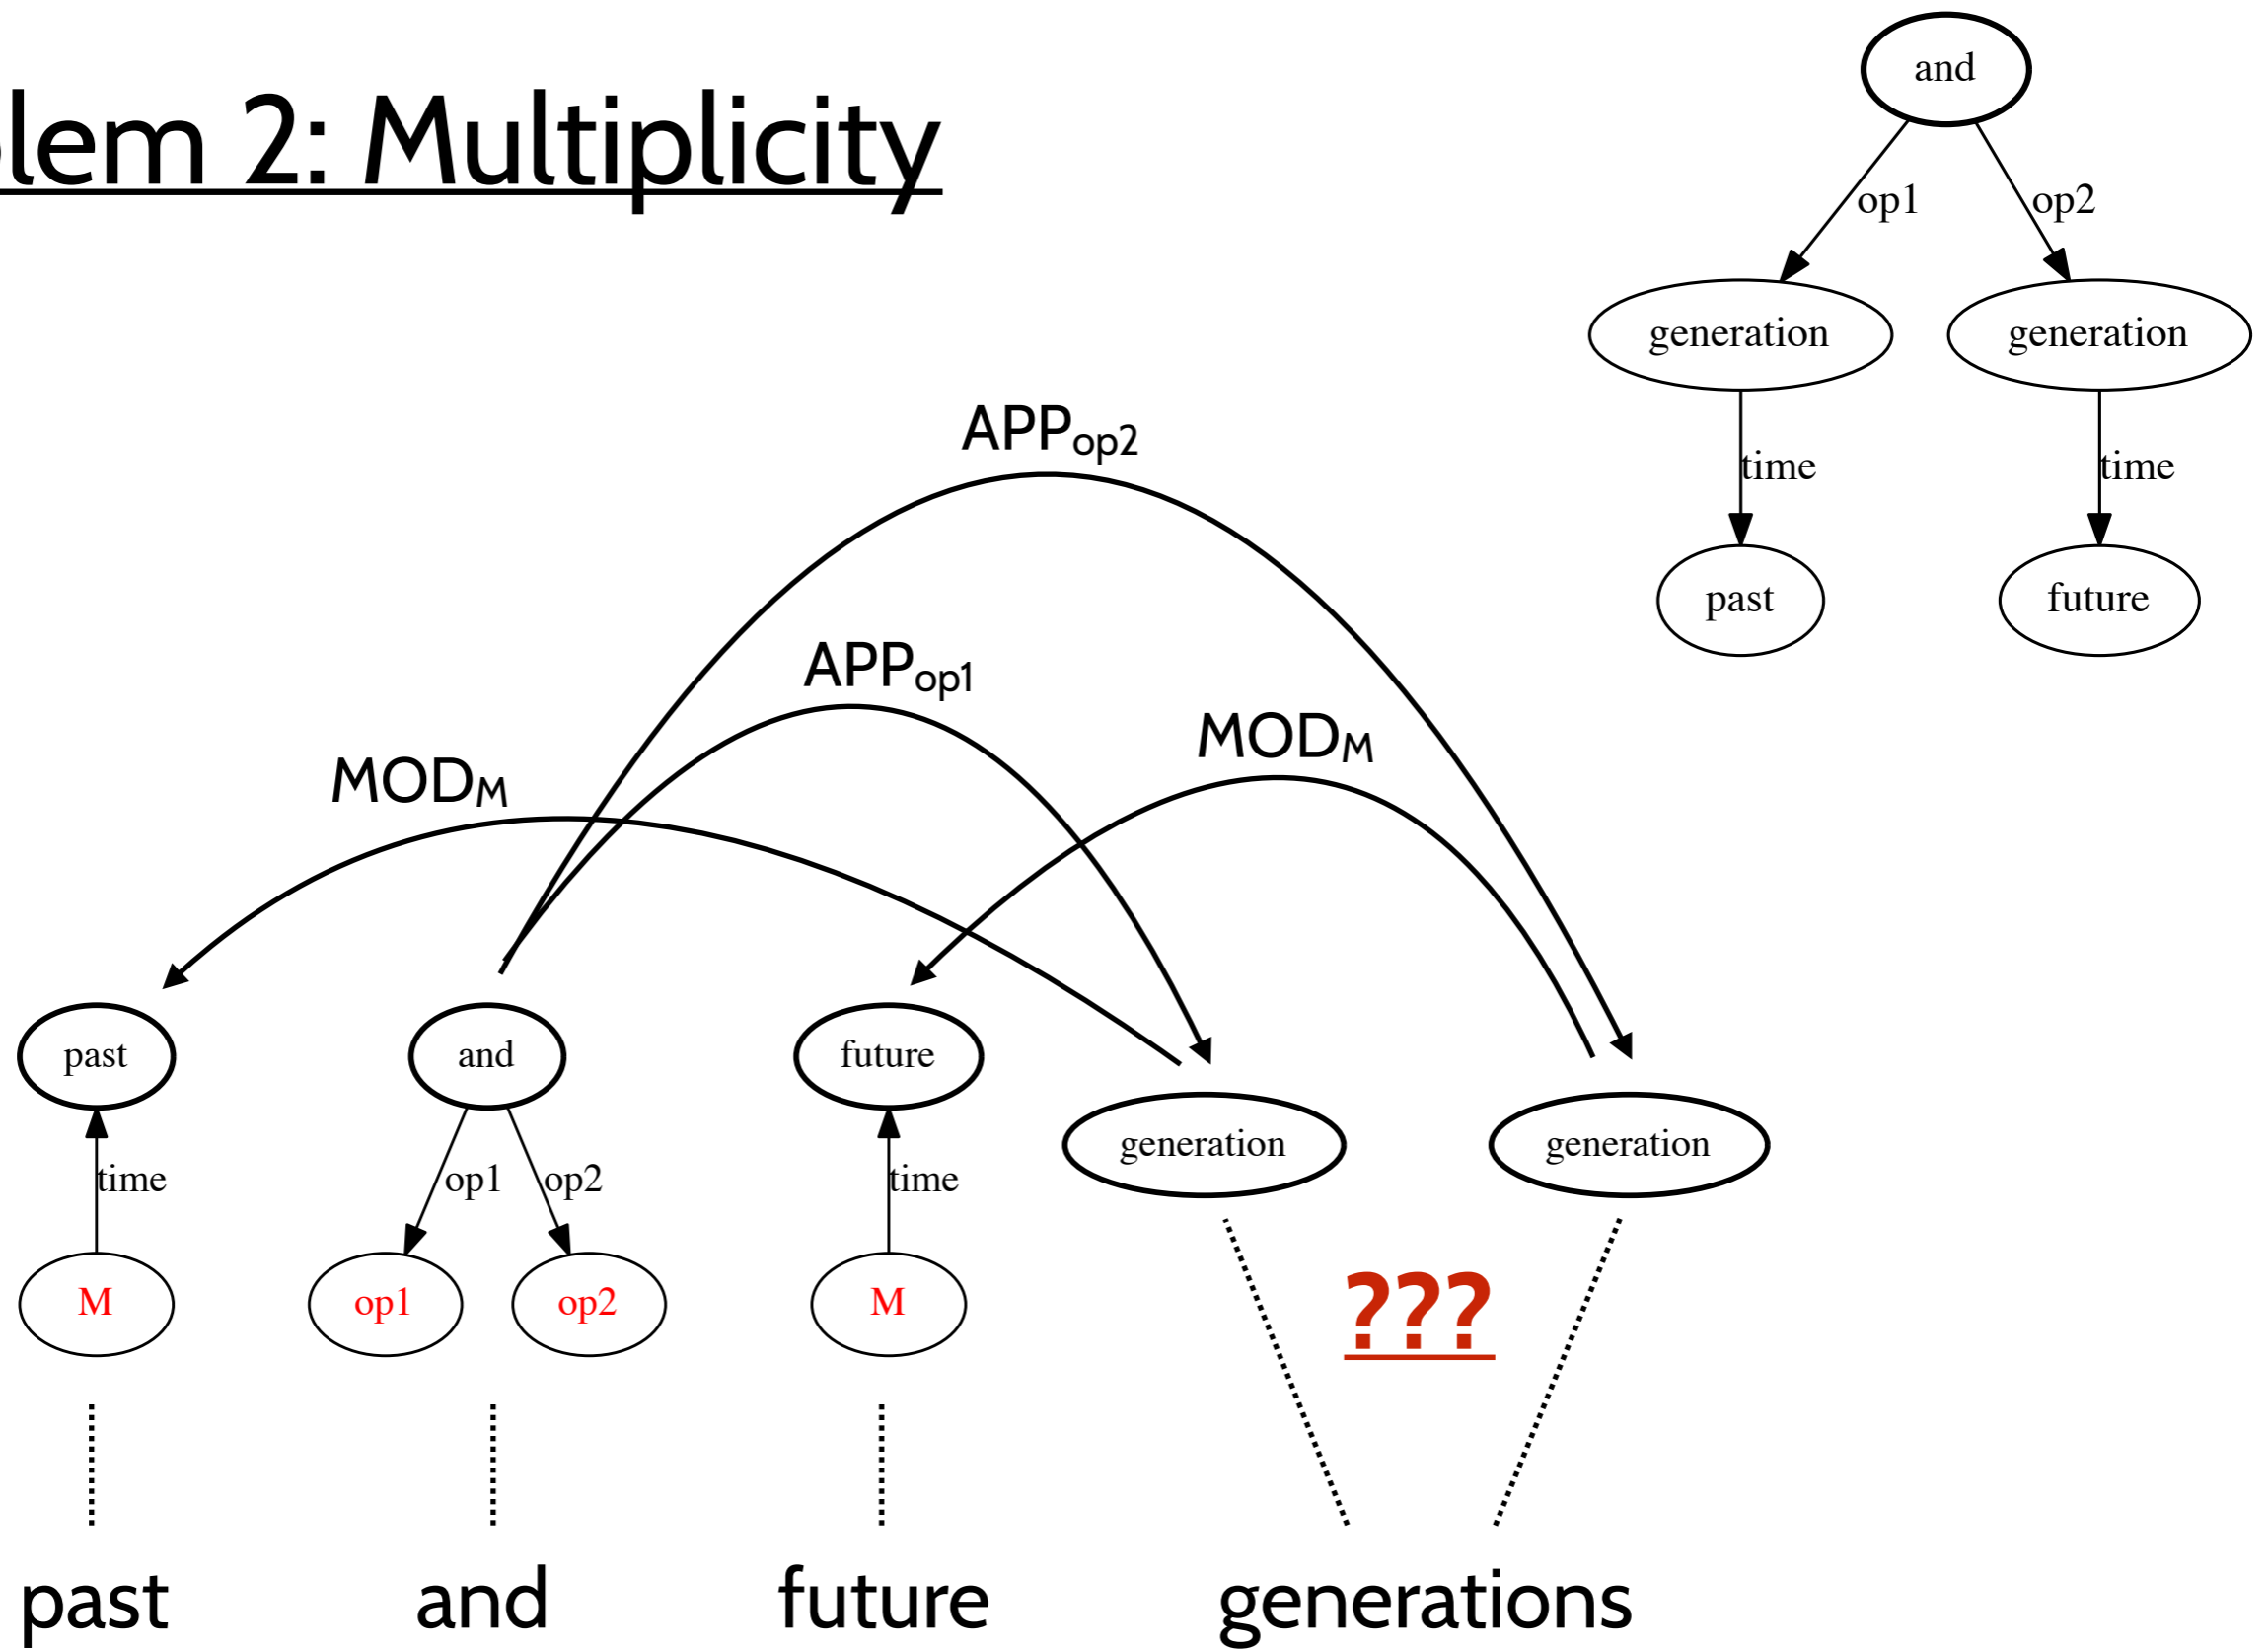 lem 2: Multiplicity
and
op1 op2
generation generation
time time
past future
APPop2
APPop1
MODM
MODM
past and future
generation generation
time op1 op2 time
M op1 op2 M
???
past and future generations